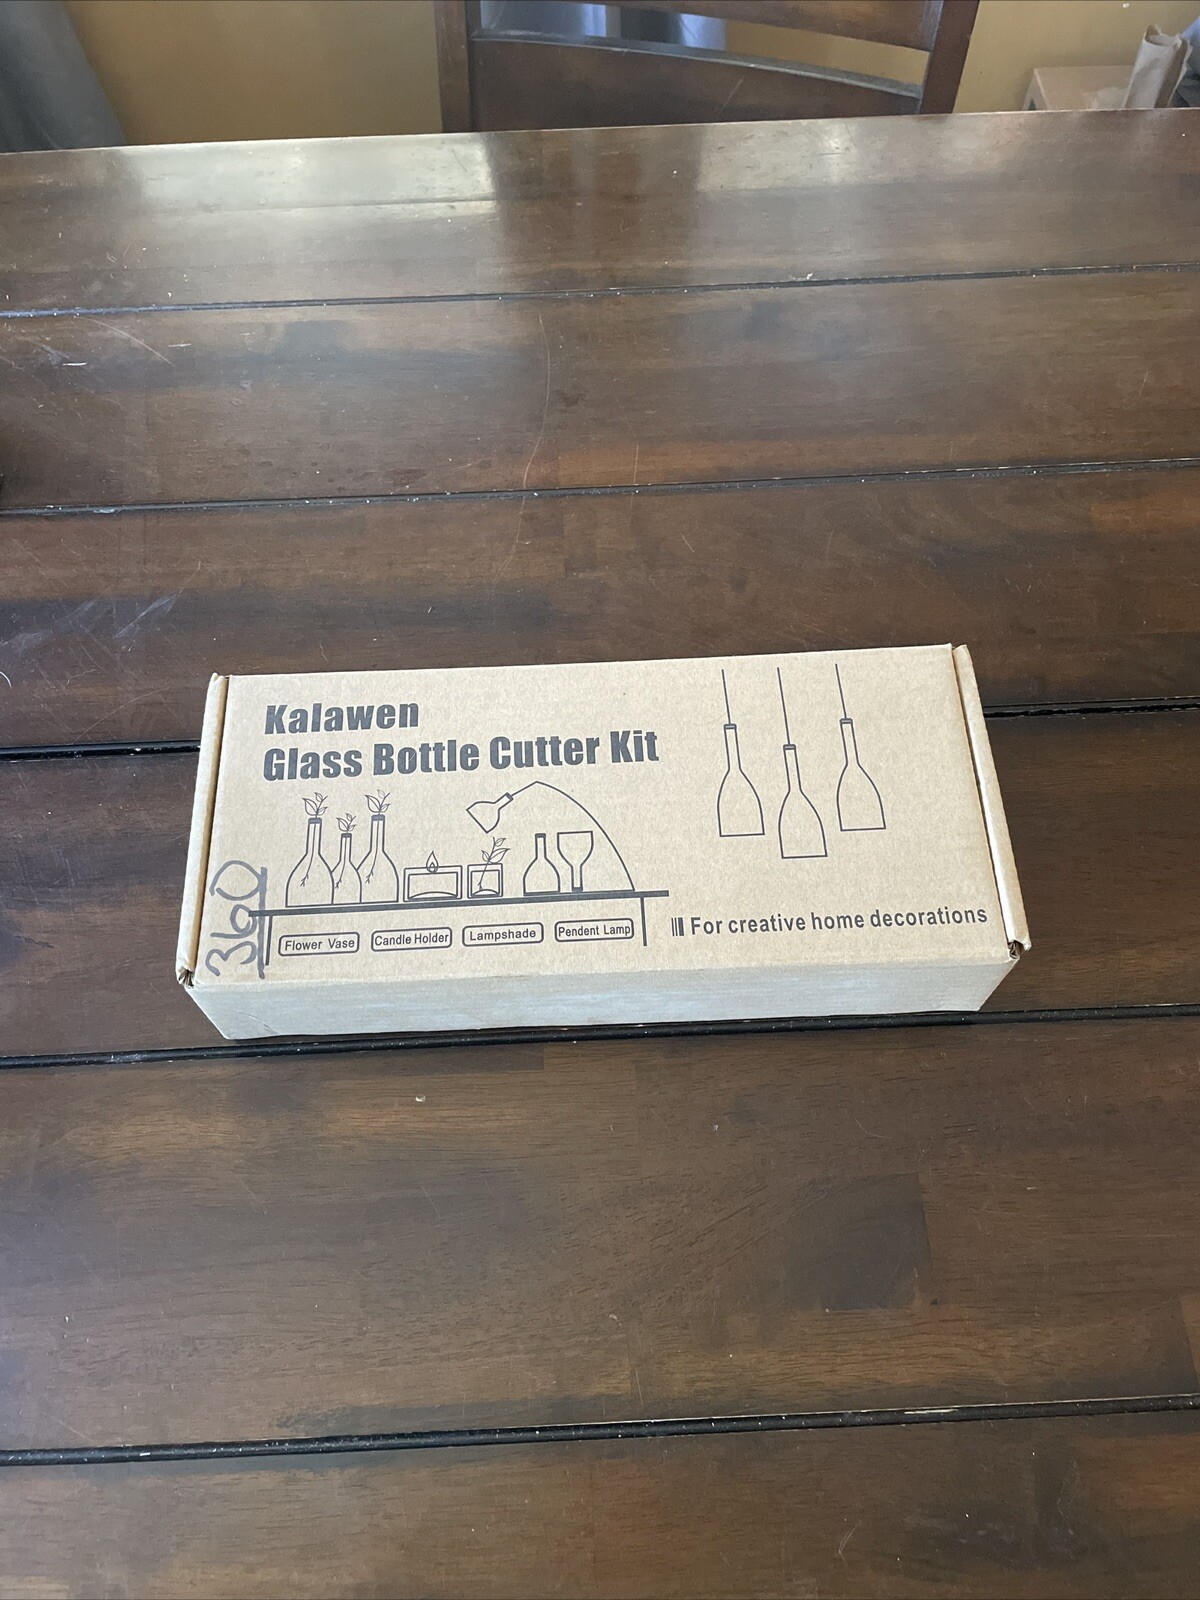 Kalawen
Glass Bottle Cutter Kit
360
Flower Vase
Candle Holder
Lampshade
Pendent Lamp
For creative home decorations